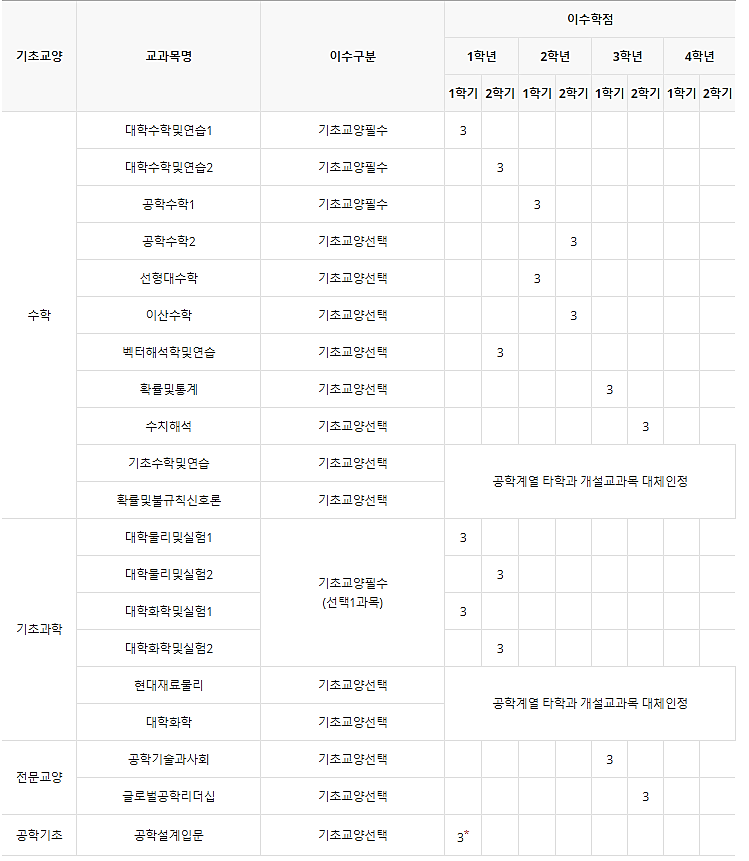 기초교양 교과목명 이수구분 이수학점
1학년 2학년 3학년 4학년
1학기 2학기 1학기 2학기 1학기 2학기 1학기 2학기
수학
대학수학및연습1 기초교양필수 3
대학수학및연습2 기초교양필수 3
공학수학1 기초교양필수 3
공학수학2 기초교양선택 3
선형대수학 기초교양선택 3
이산수학 기초교양선택 3
벡터해석학및연습 기초교양선택 3
확률및통계 기초교양선택 3
수치해석 기초교양선택 3
기초수학및연습 기초교양선택 공학계열 타학과 개설교과목 대체인정
확률및불규칙신호론 기초교양선택
기초과학
대학물리및실험1 기초교양필수 3
(선택1과목)
대학물리및실험2 3
대학화학및실험1 3
대학화학및실험2 3
현대재료물리 기초교양선택 공학계열 타학과 개설교과목 대체인정
대학화학 기초교양선택
전문교양
공학기술과사회 기초교양선택 3
글로벌공학리더십 기초교양선택 3
공학기초 공학설계입문 기초교양선택 3*